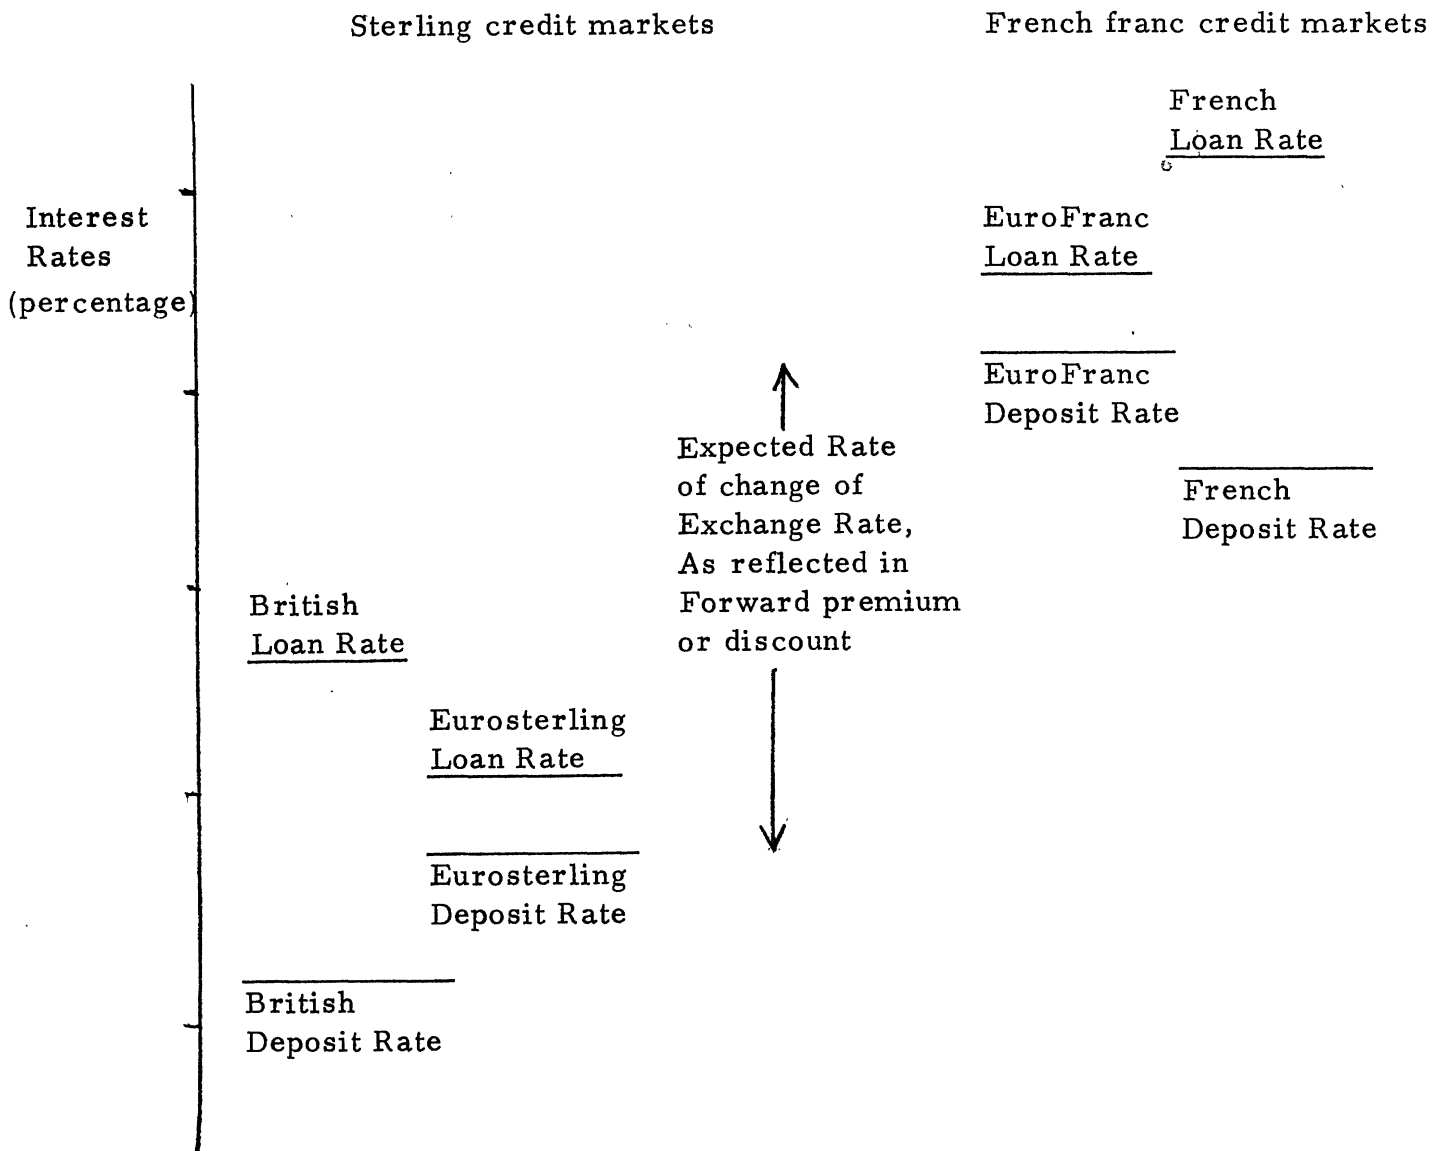 Sterling credit markets
French franc credit markets
French
Loan Rate
Interest
Rates
(percentage)
EuroFranc
Loan Rate
EuroFranc
Deposit Rate
Expected Rate
of change of
Exchange Rate,
As reflected in
Forward premium
or discount
French
Deposit Rate
British
Loan Rate
Eurosterling
Loan Rate
Eurosterling
Deposit Rate
British
Deposit Rate